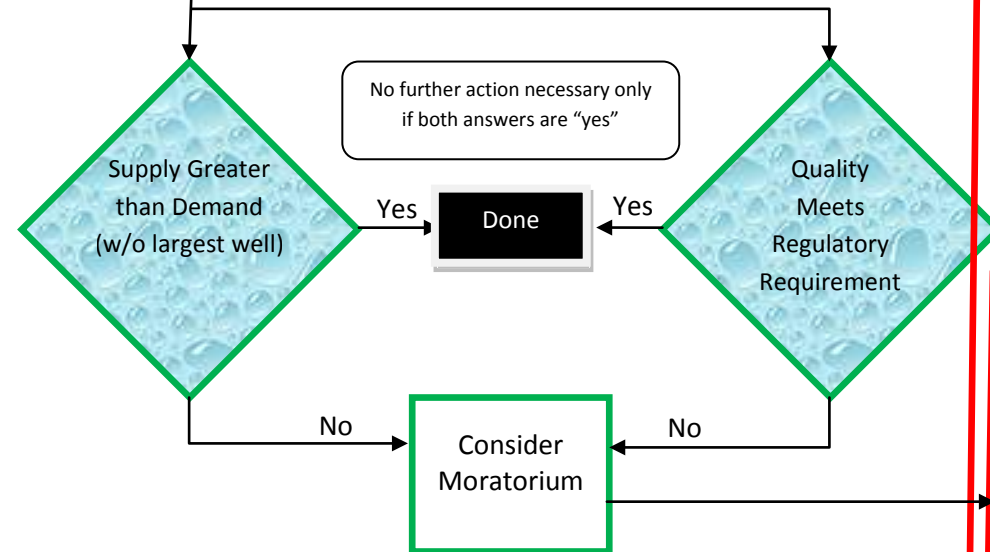 No further action necessary only
if both answers are “yes”
Supply Greater
than Demand
(w/o largest well)
Yes
Done
Yes
Quality
Meets
Regulatory
Requirement
No
Consider
Moratorium
No